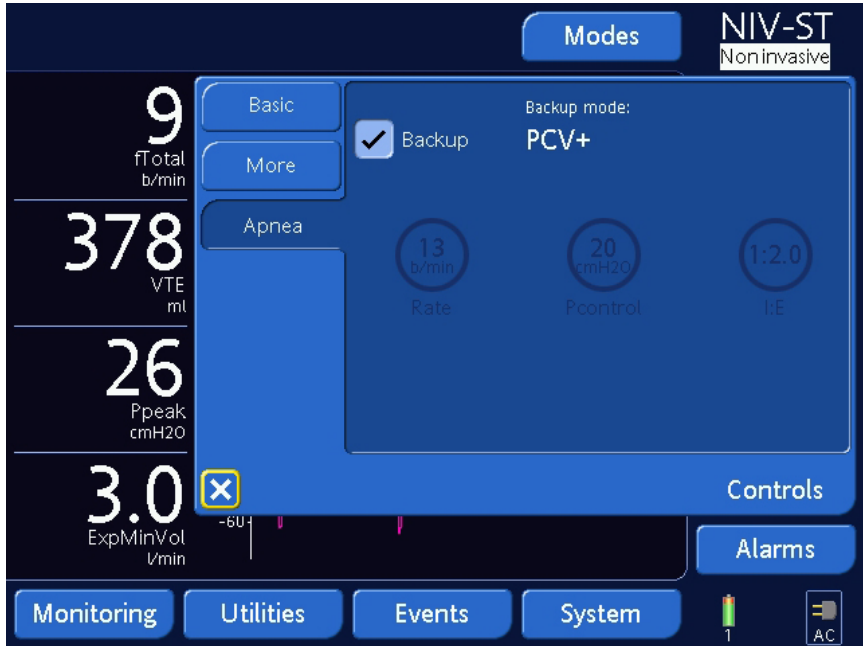 Modes
NIV-ST
Noninvasive
9
fTotal
b/min
378
VTE
ml
26
Ppeak
cmH2O
3.0
ExpMinVol
l/min
Basic
More
Apnea
Backup
Backup mode:
PCV+
13
b/min
Rate
20
cmH2O
Pcontrol
1:2.0
I:E
Controls
-60
Alarms
Monitoring
Utilities
Events
System
1
AC